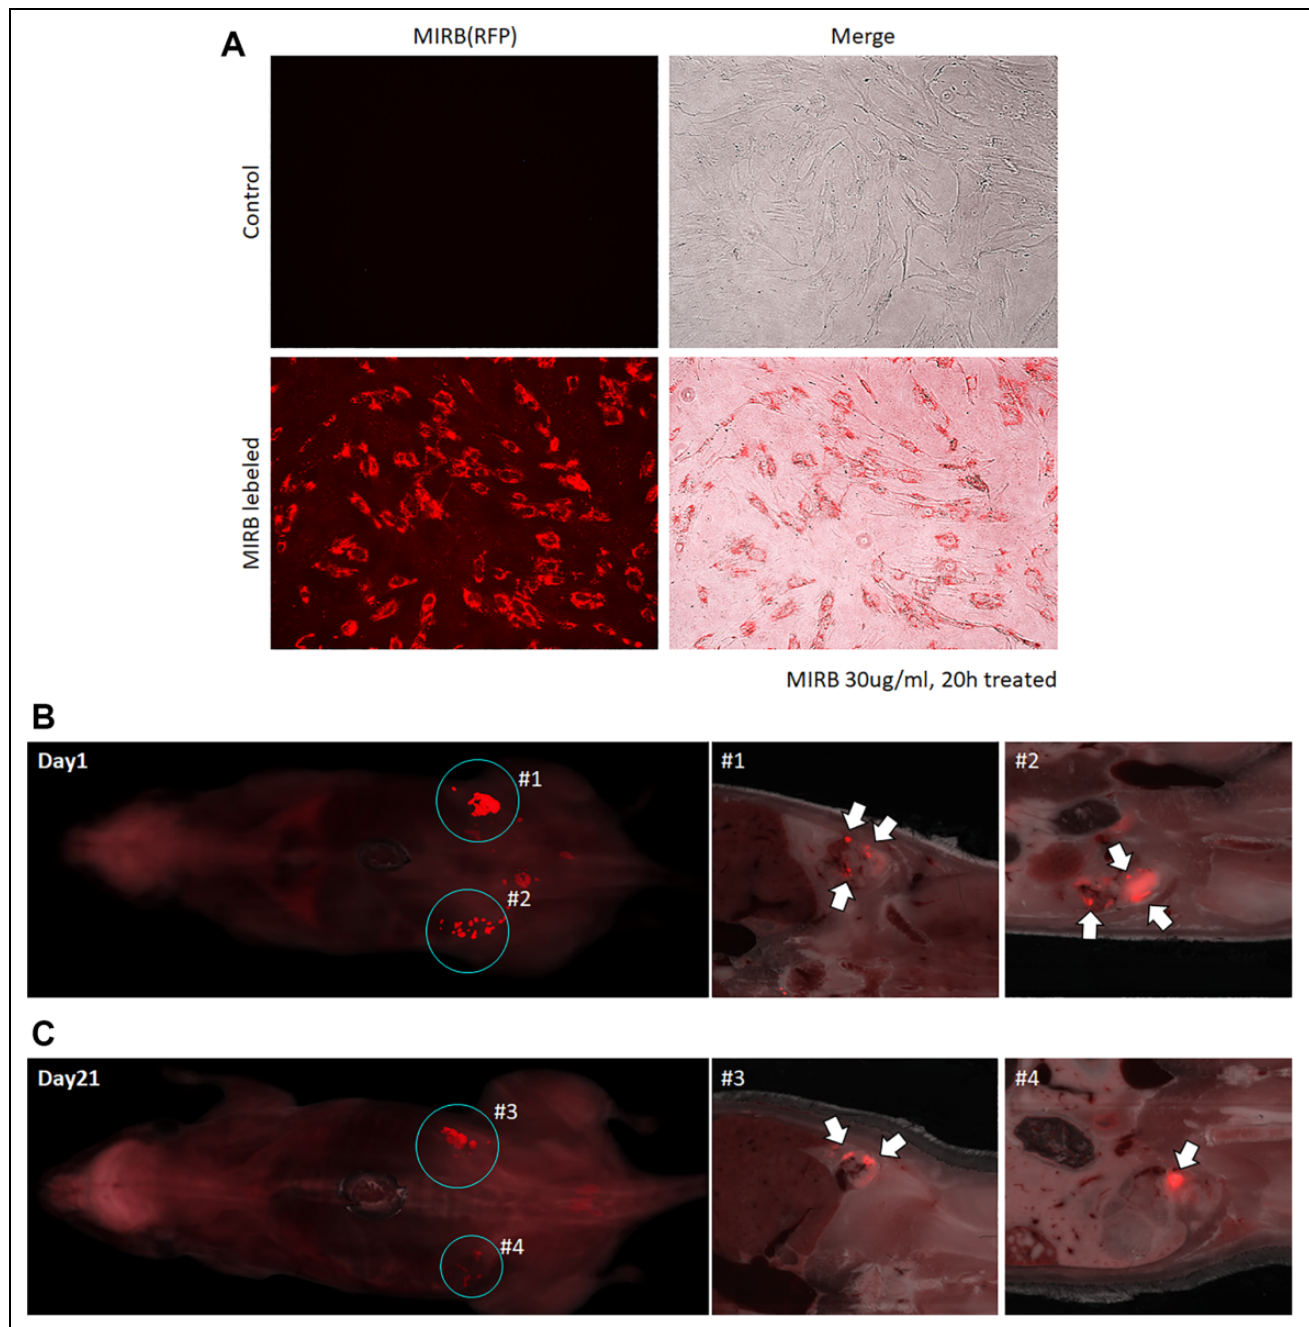 A
MIRB(RFP)
Merge
Control
MIRB lebeled
MIRB 30ug/ml, 20h treated
B
Day1
#1
#2
#1
#2
C
Day21
#3
#4
#3
#4